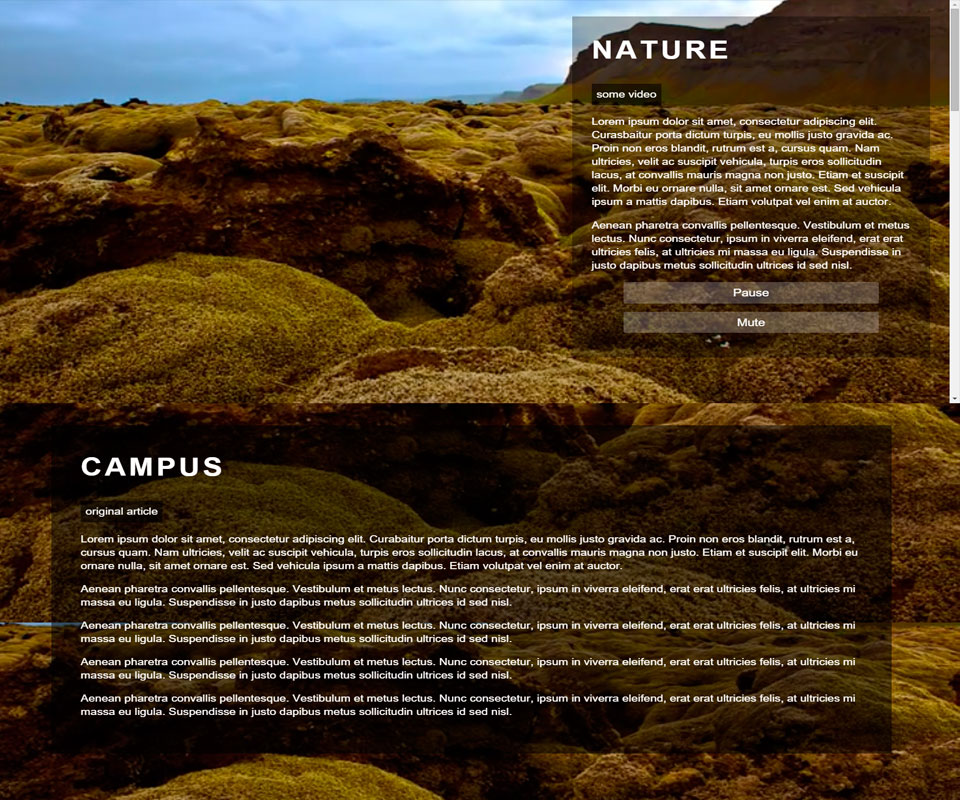 NATURE
some video
Lorem ipsum dolor sit amet, consectetur adipiscing elit.
Curasbaitur porta dictum turpis, eu mollis justo gravida ac.
Proin non eros blandit, rutrum est a, cursus quam. Nam
ultricies, velit ac suscipit vehicula, turpis eros sollicitudin
lacus, at convallis mauris magna non justo. Etiam et suscipit
elit. Morbi eu ornare nulla, sit amet ornare est. Sed vehicula
ipsum a mattis dapibus. Etiam volutpat vel enim at auctor.
Aenean pharetra convallis pellentesque. Vestibulum et metus
lectus. Nunc consectetur, ipsum in viverra eleifend, erat erat
ultricies felis, at ultricies mi massa eu ligula. Suspendisse in
justo dapibus metus sollicitudin ultrices id sed nisl.
Pause
Mute
CAMPUS
original article
Lorem ipsum dolor sit amet, consectetur adipiscing elit. Curabaitur porta dictum turpis, eu mollis justo gravida ac. Proin non eros blandit, rutrum est a,
cursus quam. Nam ultricies, velit ac suscipit vehicula, turpis eros sollicitudin lacus, at convallis mauris magna non justo. Etiam et suscipit elit. Morbi eu
ornare nulla, sit amet ornare est. Sed vehicula ipsum a mattis dapibus. Etiam volutpat vel enim at auctor.
Aenean pharetra convallis pellentesque. Vestibulum et metus lectus. Nunc consectetur, ipsum in viverra eleifend, erat erat ultricies felis, at ultricies mi
massa eu ligula. Suspendisse in justo dapibus metus sollicitudin ultrices id sed nisl.
Aenean pharetra convallis pellentesque. Vestibulum et metus lectus. Nunc consectetur, ipsum in viverra eleifend, erat erat ultricies felis, at ultricies mi
massa eu ligula. Suspendisse in justo dapibus metus sollicitudin ultrices id sed nisl.
Aenean pharetra convallis pellentesque. Vestibulum et metus lectus. Nunc consectetur, ipsum in viverra eleifend, erat erat ultricies felis, at ultricies mi
massa eu ligula. Suspendisse in justo dapibus metus sollicitudin ultrices id sed nisl.
Aenean pharetra convallis pellentesque. Vestibulum et metus lectus. Nunc consectetur, ipsum in viverra eleifend, erat erat ultricies felis, at ultricies mi
massa eu ligula. Suspendisse in justo dapibus metus sollicitudin ultrices id sed nisl.